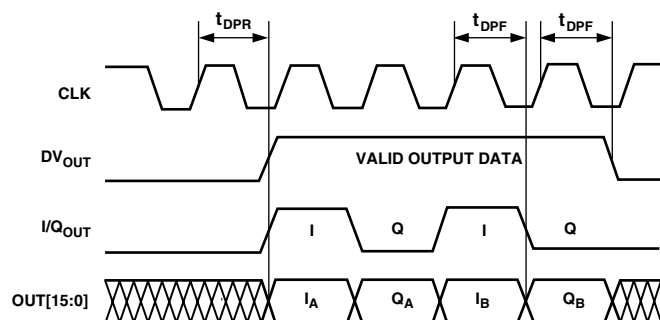 tDPR tDPF tDPF
CLK
DVOUT VALID OUTPUT DATA
I/QOUT I Q I Q
OUT[15:0] IA QA IB QB